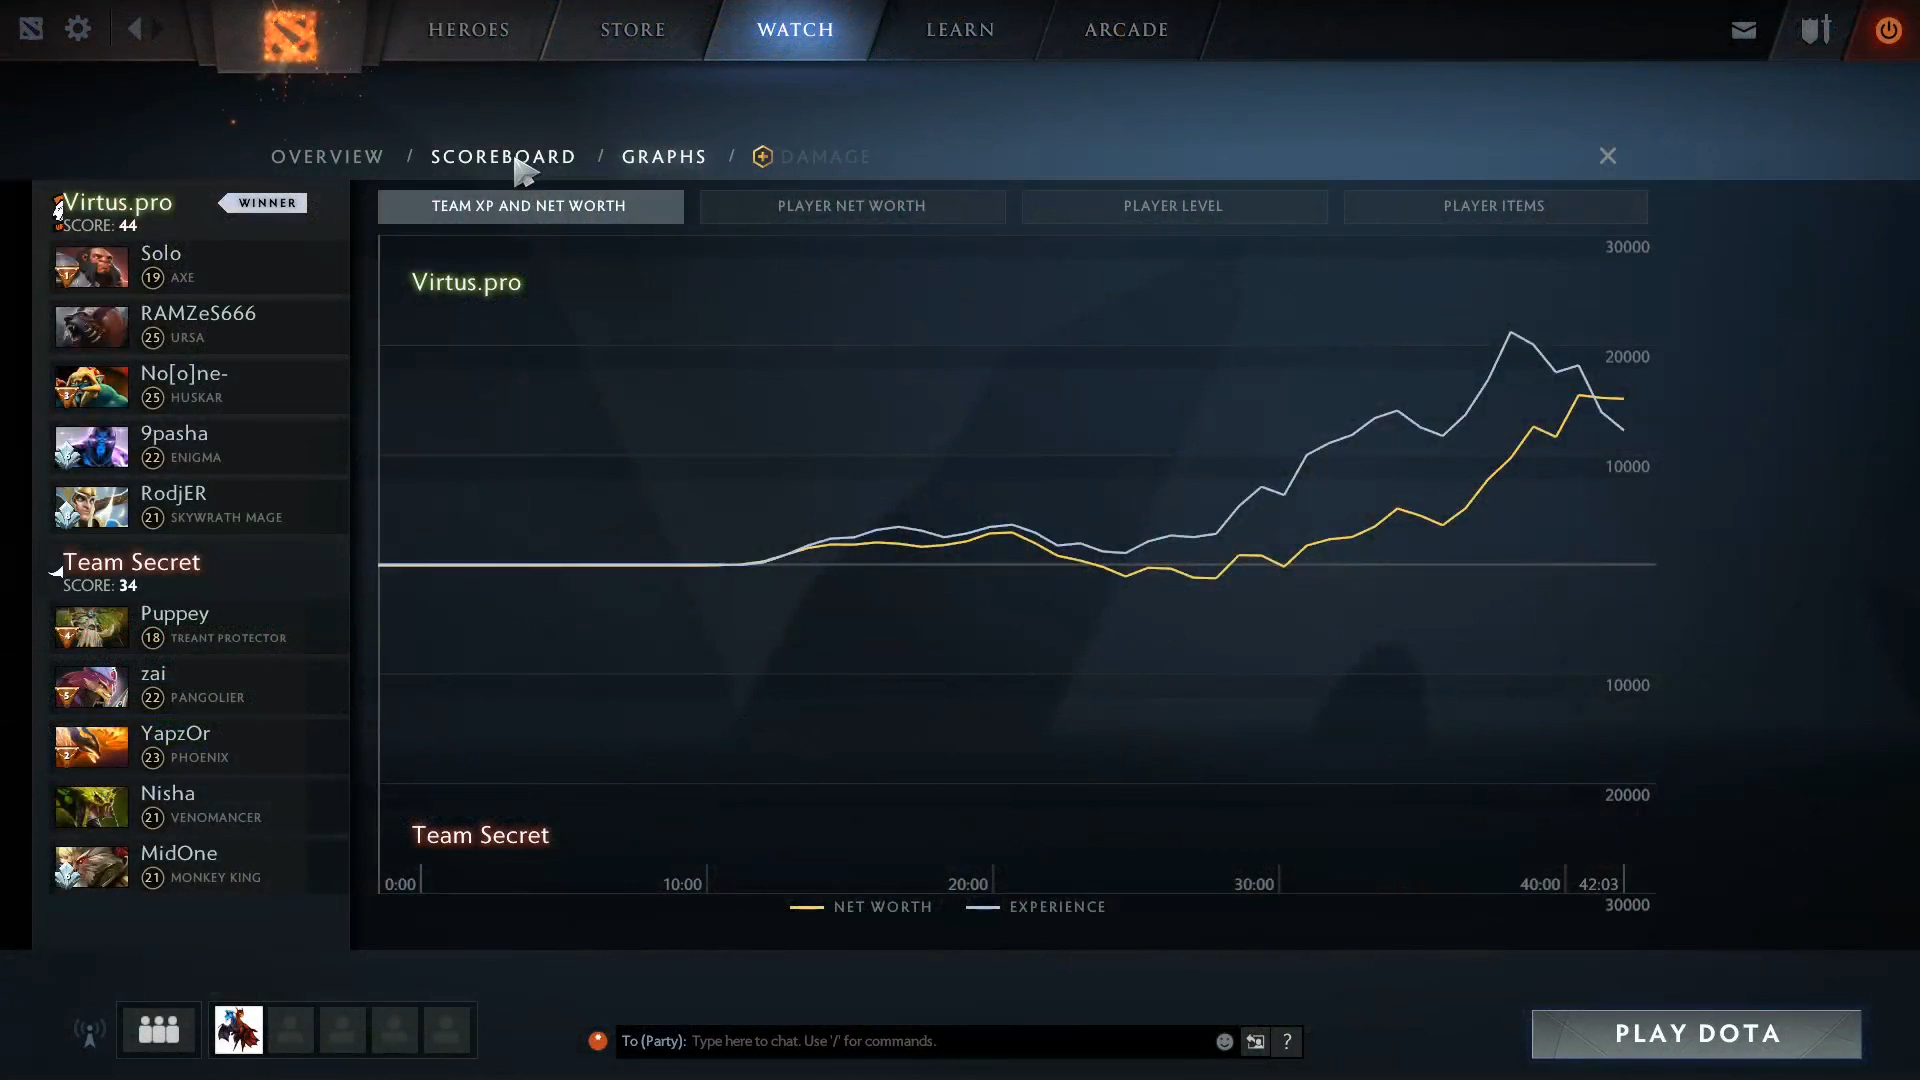 HEROES STORE WATCH LEARN ARCADE
OVERVIEW / SCOREBOARD / GRAPHS / DAMAGE
Virtus.pro WINNER
SCORE: 44
Solo
19 AXE
RAMZeS666
25 URSA
No[o]ne-
25 HUSKAR
9pasha
22 ENIGMA
RodjER
21 SKYWRATH MAGE
Team Secret
SCORE: 34
Puppey
18 TREANT PROTECTOR
zai
22 PANGOLIER
YapzOr
23 PHOENIX
Nisha
21 VENOMANCER
MidOne
21 MONKEY KING
TEAM XP AND NET WORTH PLAYER NET WORTH PLAYER LEVEL PLAYER ITEMS
30000
Virtus.pro
20000
10000
10000
20000
Team Secret
0:00 10:00 20:00 30:00 40:00 42:03
30000
NET WORTH EXPERIENCE
To (Party): Type here to chat. Use '/' for commands.
?
PLAY DOTA